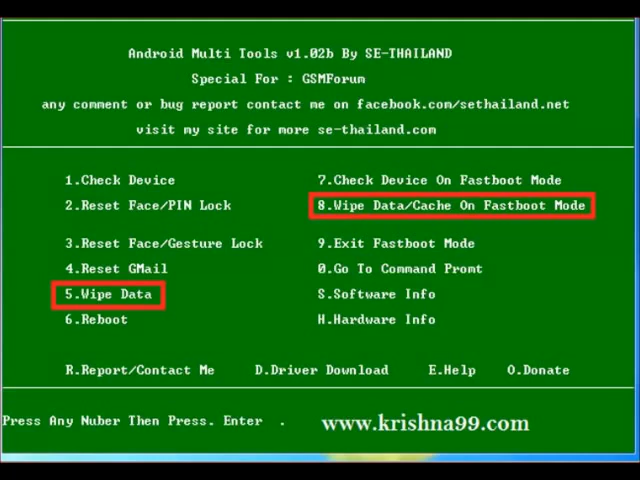 Android Multi Tools v1.02b By SE-THAILAND
Special For : GSMForum
any comment or bug report contact me on facebook.com/sethailand.net
visit my site for more se-thailand.com
1.Check Device 7.Check Device On Fastboot Mode
2.Reset Face/PIN Lock 8.Wipe Data/Cache On Fastboot Mode
3.Reset Face/Gesture Lock 9.Exit Fastboot Mode
4.Reset GMail 0.Go To Command Promt
5.Wipe Data S.Software Info
6.Reboot H.Hardware Info
R.Report/Contact Me D.Driver Download E.Help O.Donate
Press Any Nuber Then Press. Enter .
www.krishna99.com